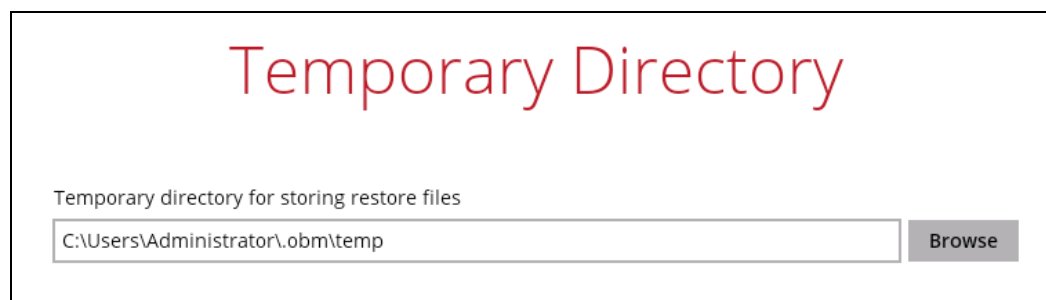 Temporary Directory
Temporary directory for storing restore files
C:\Users\Administrator\.obm\temp
Browse